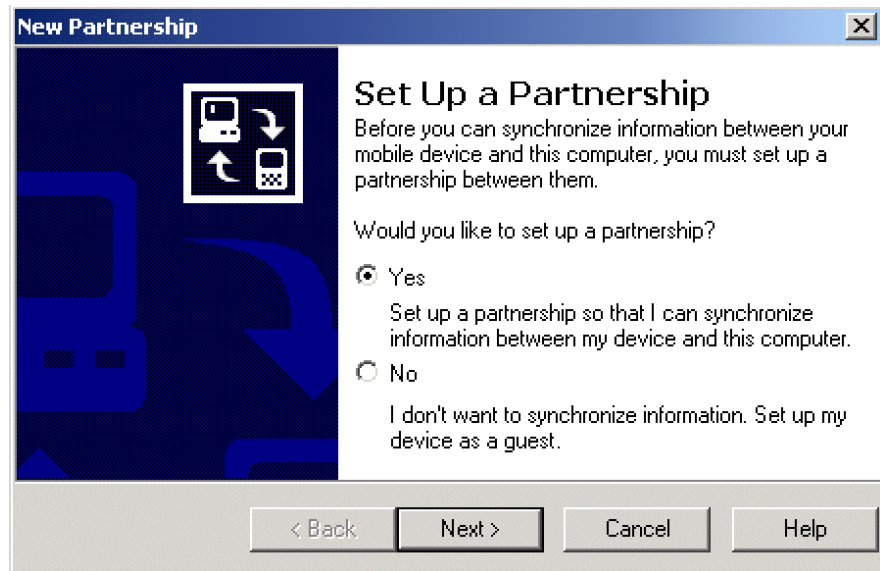 New Partnership
Set Up a Partnership
Before you can synchronize information between your
mobile device and this computer, you must set up a
partnership between them.
Would you like to set up a partnership?
Yes
Set up a partnership so that I can synchronize
information between my device and this computer.
No
I don't want to synchronize information. Set up my
device as a guest.
< Back
Next >
Cancel
Help